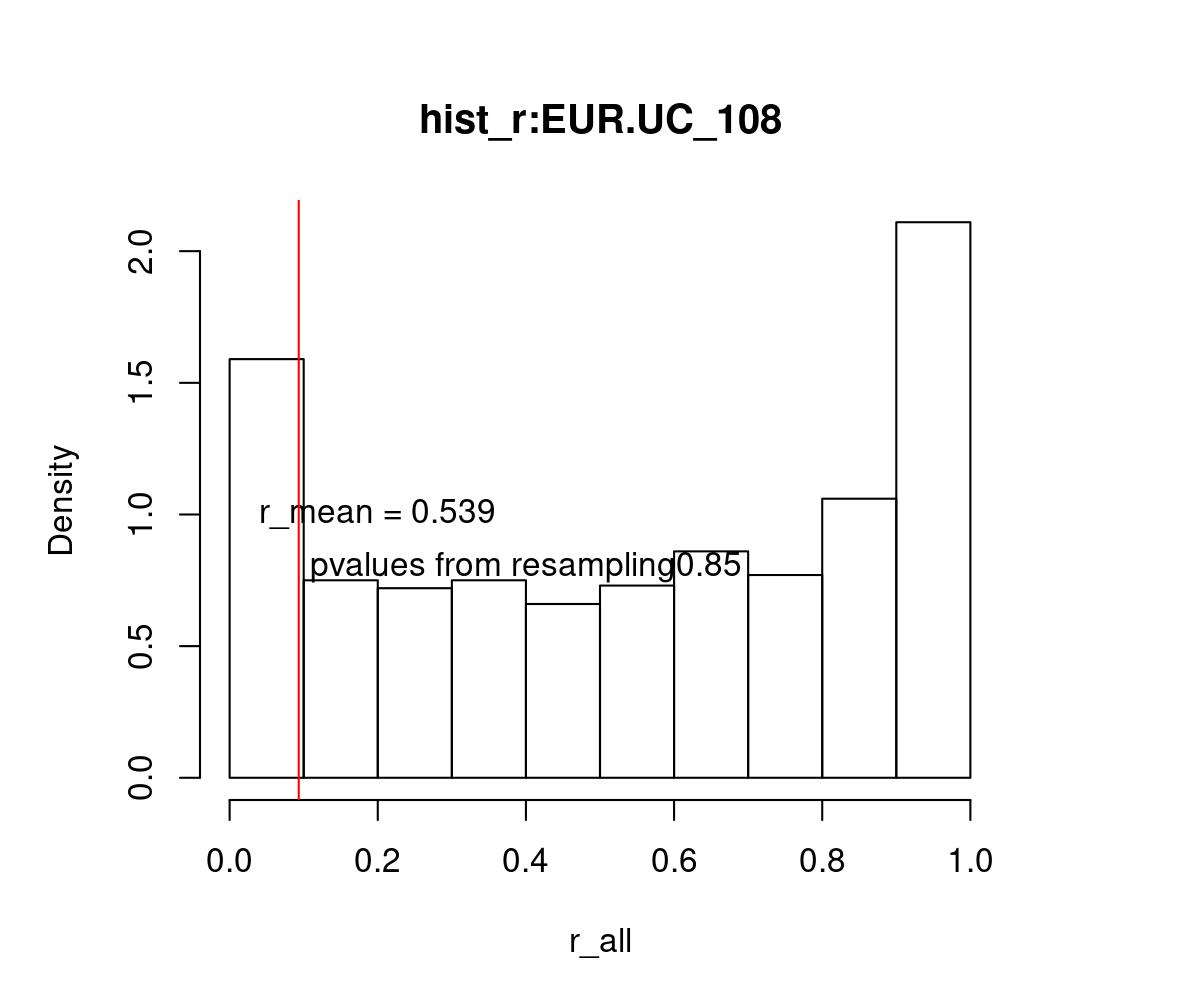 hist_r:EUR.UC_108
Density
2.0
1.5
1.0
0.5
0.0
r_mean = 0.539
pvalues from resampling0.85
0.0 0.2 0.4 0.6 0.8 1.0
r_all